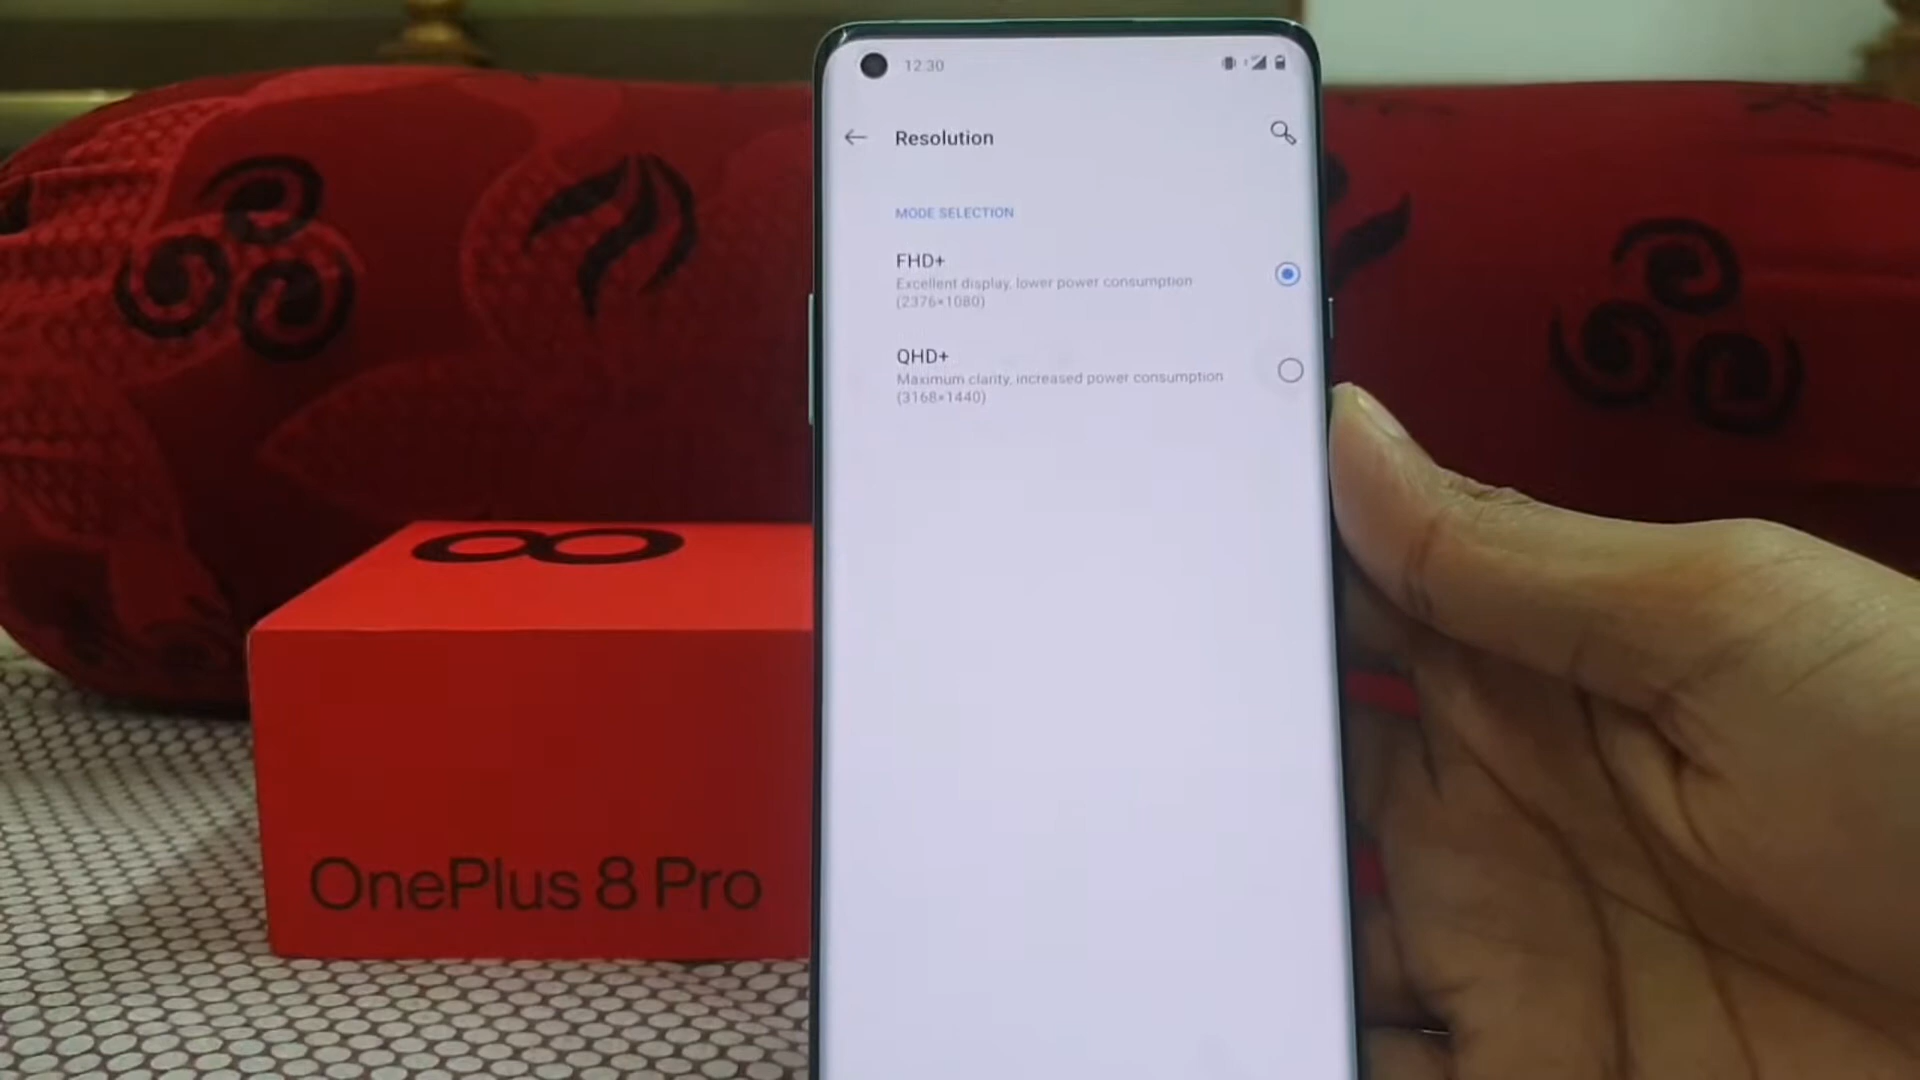 12:30
Resolution
MODE SELECTION
FHD+
Excellent display, lower power consumption
(2376×1080)
QHD+
Maximum clarity, increased power consumption
(3168×1440)
8
OnePlus 8 Pro